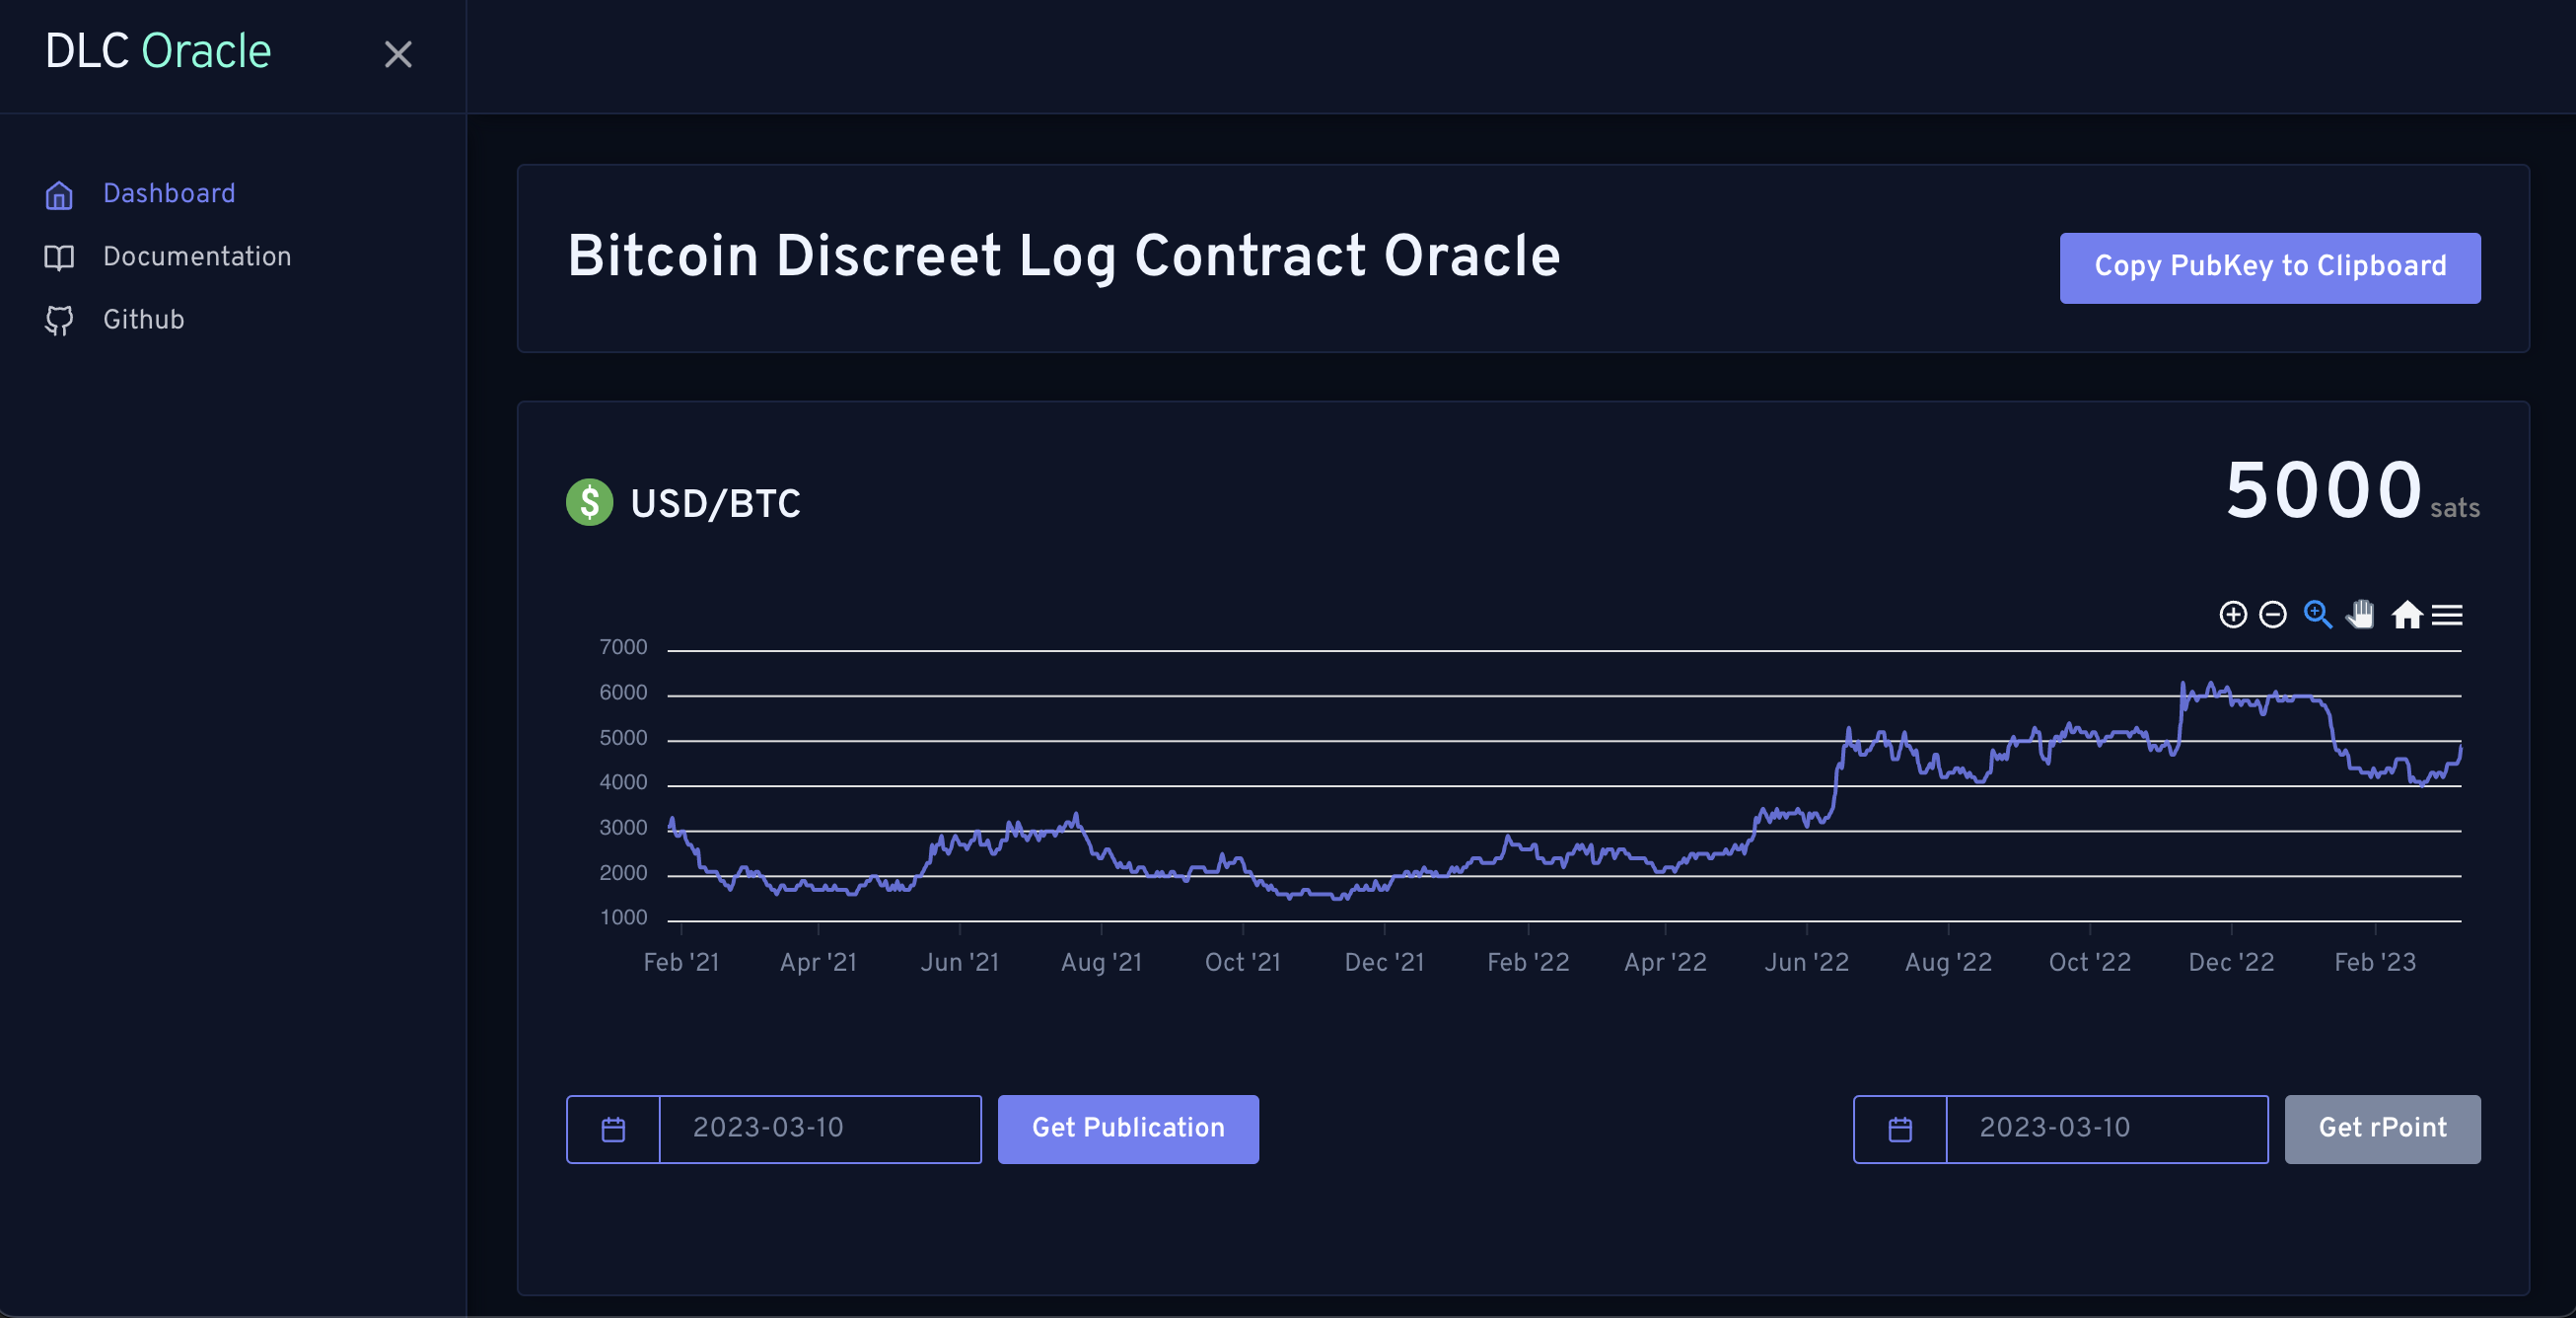 DLC Oracle
Dashboard
Documentation
Github
Bitcoin Discreet Log Contract Oracle
Copy PubKey to Clipboard
$ USD/BTC
5000 sats
7000
6000
5000
4000
3000
2000
1000
Feb '21 Apr '21 Jun '21 Aug '21 Oct '21 Dec '21 Feb '22 Apr '22 Jun '22 Aug '22 Oct '22 Dec '22 Feb '23
2023-03-10 Get Publication
2023-03-10 Get rPoint